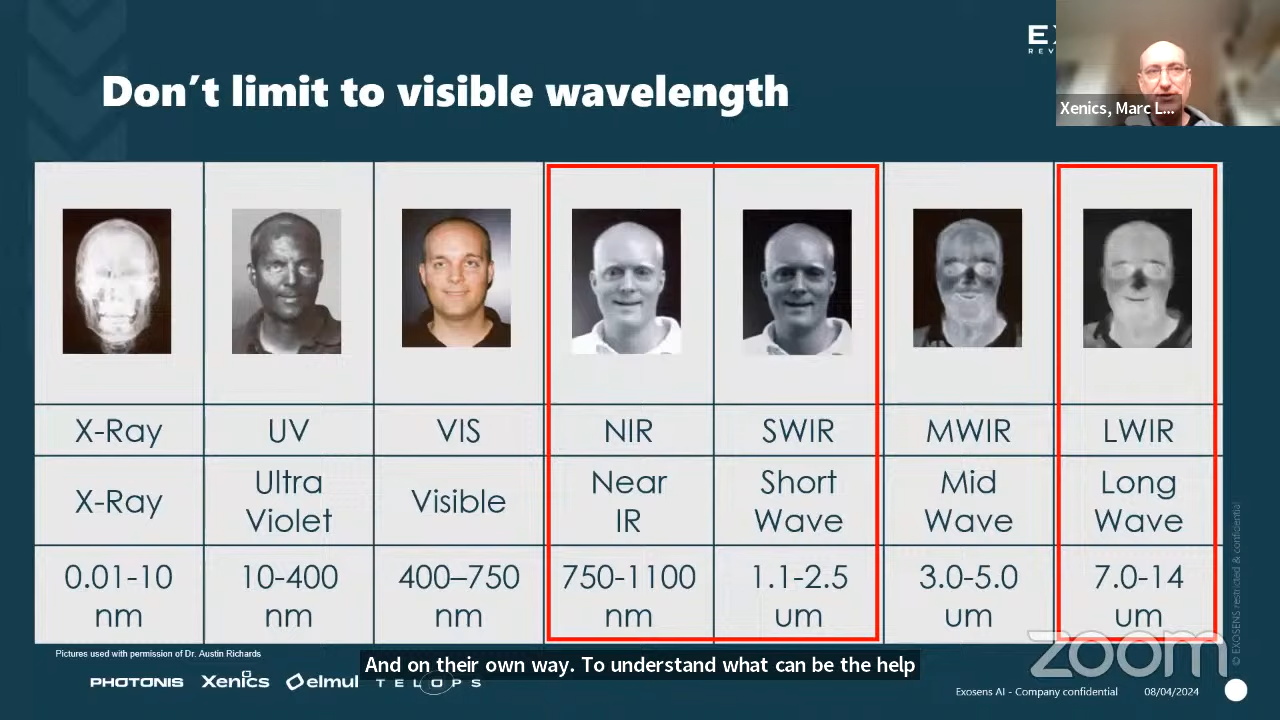 Don't limit to visible wavelength
Xenics, Marc L...
X-Ray UV VIS NIR SWIR MWIR LWIR
X-Ray
Ultra
Violet
Visible
Near
IR
Short
Wave
Mid
Wave
Long
Wave
0.01-10
nm
10-400
nm
400–750
nm
750-1100
nm
1.1-2.5
um
3.0-5.0
um
7.0-14
um
Pictures used with permission of Dr. Austin Richards
And on their own way. To understand what can be the help
PHOTONIS Xenics elmul TELOPS
Exosens AI - Company confidential 08/04/2024
zoom
© EXOSENS restricted & confidential